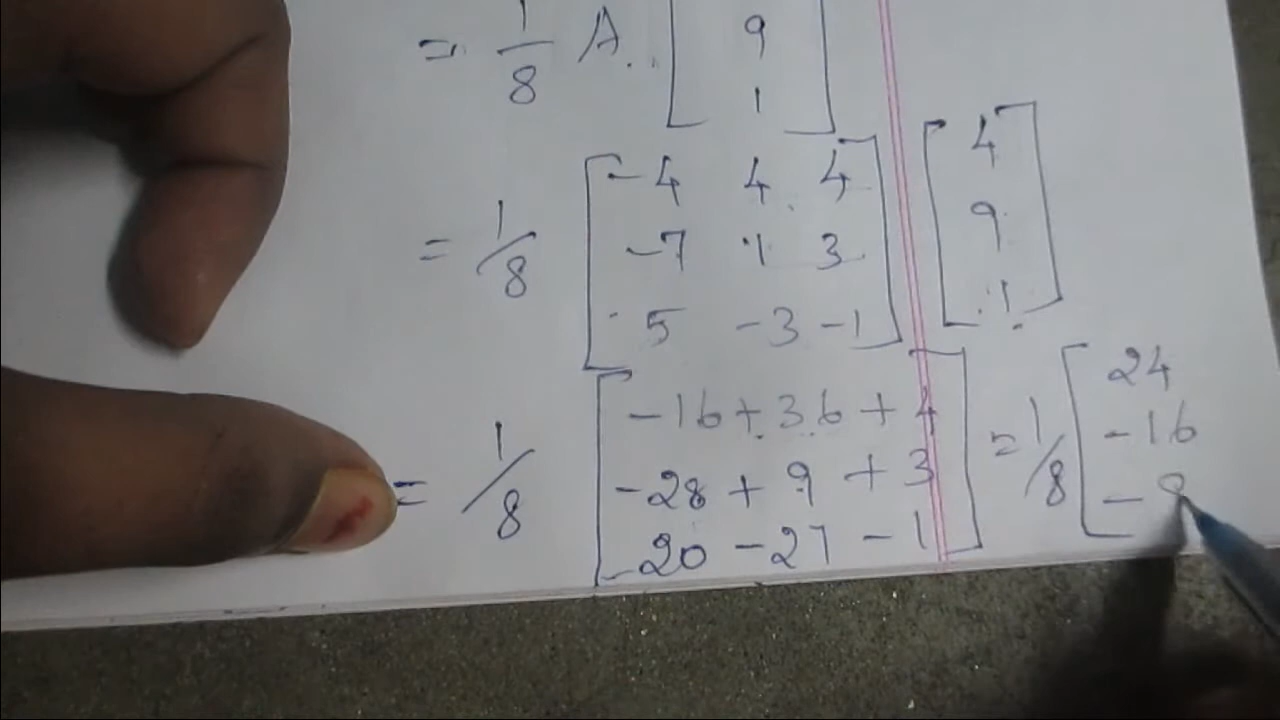 = 1/8 A. [ 9
1 ]
= 1/8 [ -4 4 4
-7 1 3
5 -3 -1 ] [ 4
9
1 ]
= 1/8 [ -16 + 36 + 4
-28 + 9 + 3
-20 - 27 - 1 ] = 1/8 [ 24
-16
-8